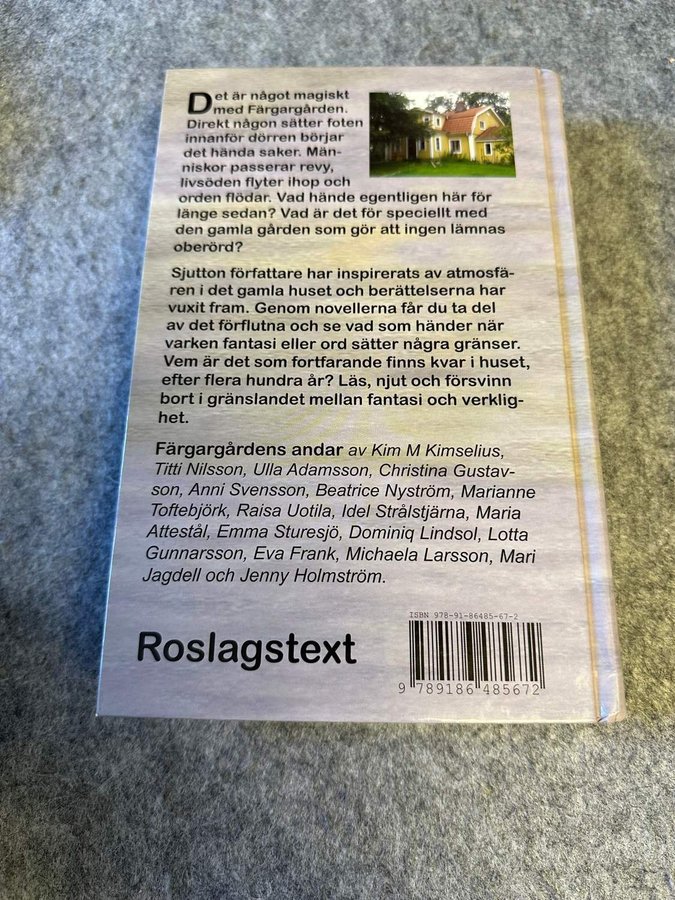 Det är något magiskt
med Färgargården.
Direkt någon sätter foten
innanför dörren börjar
det hända saker. Män-
niskor passerar revy,
livsöden flyter ihop och
orden flödar. Vad hände egentligen här för
länge sedan? Vad är det för speciellt med
den gamla gården som gör att ingen lämnas
oberörd?
Sjutton författare har inspirerats av atmosfä-
ren i det gamla huset och berättelserna har
vuxit fram. Genom novellerna får du ta del
av det förflutna och se vad som händer när
varken fantasi eller ord sätter några gränser.
Vem är det som fortfarande finns kvar i huset,
efter flera hundra år? Läs, njut och försvinn
bort i gränslandet mellan fantasi och verklig-
het.
Färgargårdens andar av Kim M Kimselius,
Titti Nilsson, Ulla Adamsson, Christina Gustav-
son, Anni Svensson, Beatrice Nyström, Marianne
Toftebjörk, Raisa Uotila, Idel Strålstjärna, Maria
Attestål, Emma Sturesjö, Dominiq Lindsol, Lotta
Gunnarsson, Eva Frank, Michaela Larsson, Mari
Jagdell och Jenny Holmström.
ISBN 978-91-86485-67-2
Roslagstext
9 789186 485672